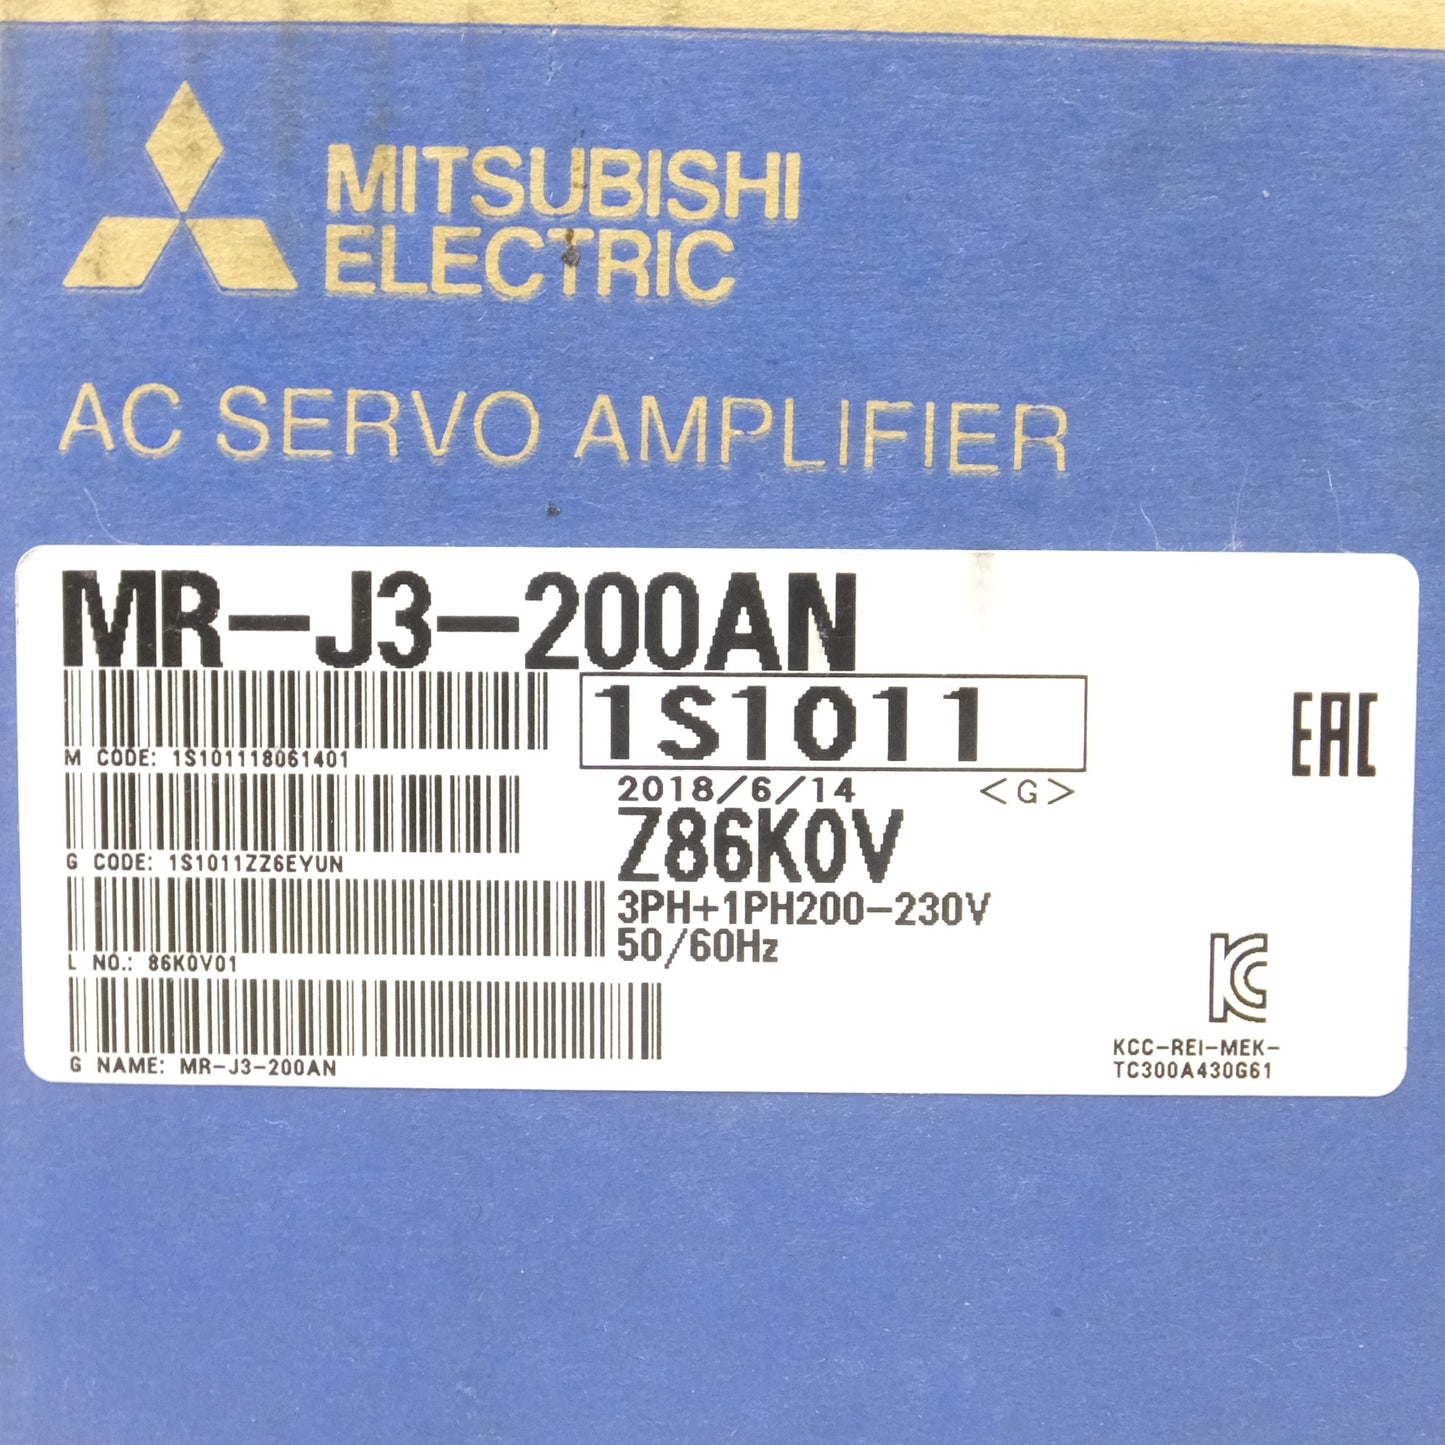 MITSUBISHI
ELECTRIC
AC SERVO AMPLIFIER
MR-J3-200AN
1S1011
M CODE: 1S101118061401
2018/6/14 <G>
Z86K0V
G CODE: 1S1011ZZ6EYUN
3PH+1PH200-230V
50/60Hz
L NO.: 86K0V01
G NAME: MR-J3-200AN
EAC
KC
KCC-REI-MEK-
TC300A430G61